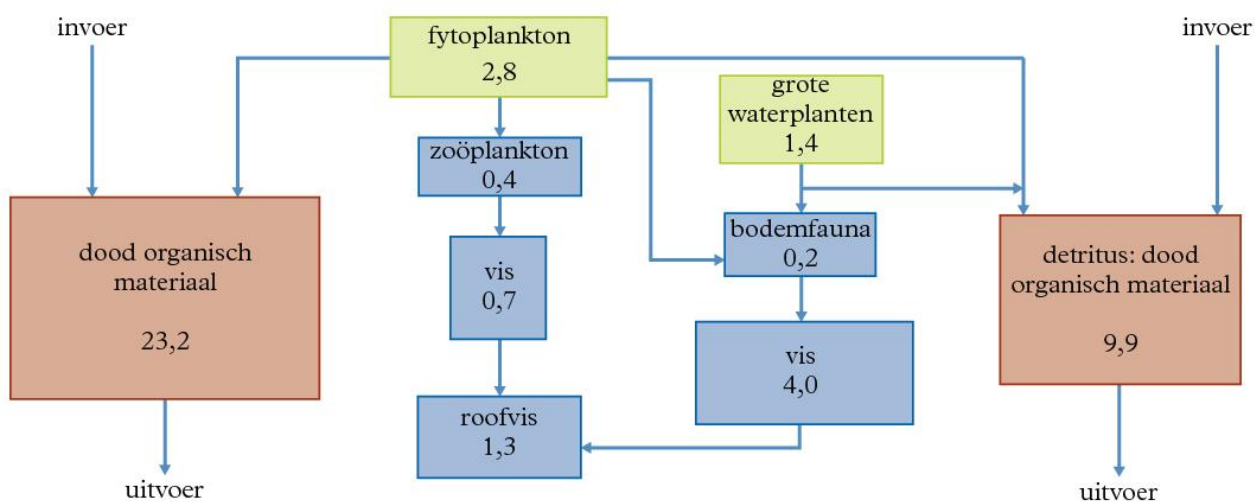 invoer
fytoplankton
2,8
invoer
grote
waterplanten
1,4
zoöplankton
0,4
dood organisch
materiaal
23,2
vis
0,7
bodemfauna
0,2
detritus: dood
organisch materiaal
9,9
vis
4,0
roofvis
1,3
uitvoer
uitvoer